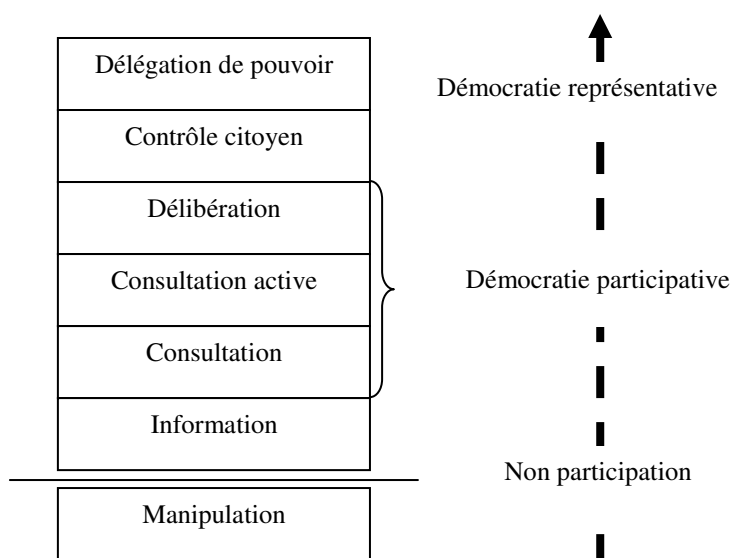 Délégation de pouvoir
Démocratie représentative
Contrôle citoyen
Délibération
Consultation active
Démocratie participative
Consultation
Information
Non participation
Manipulation